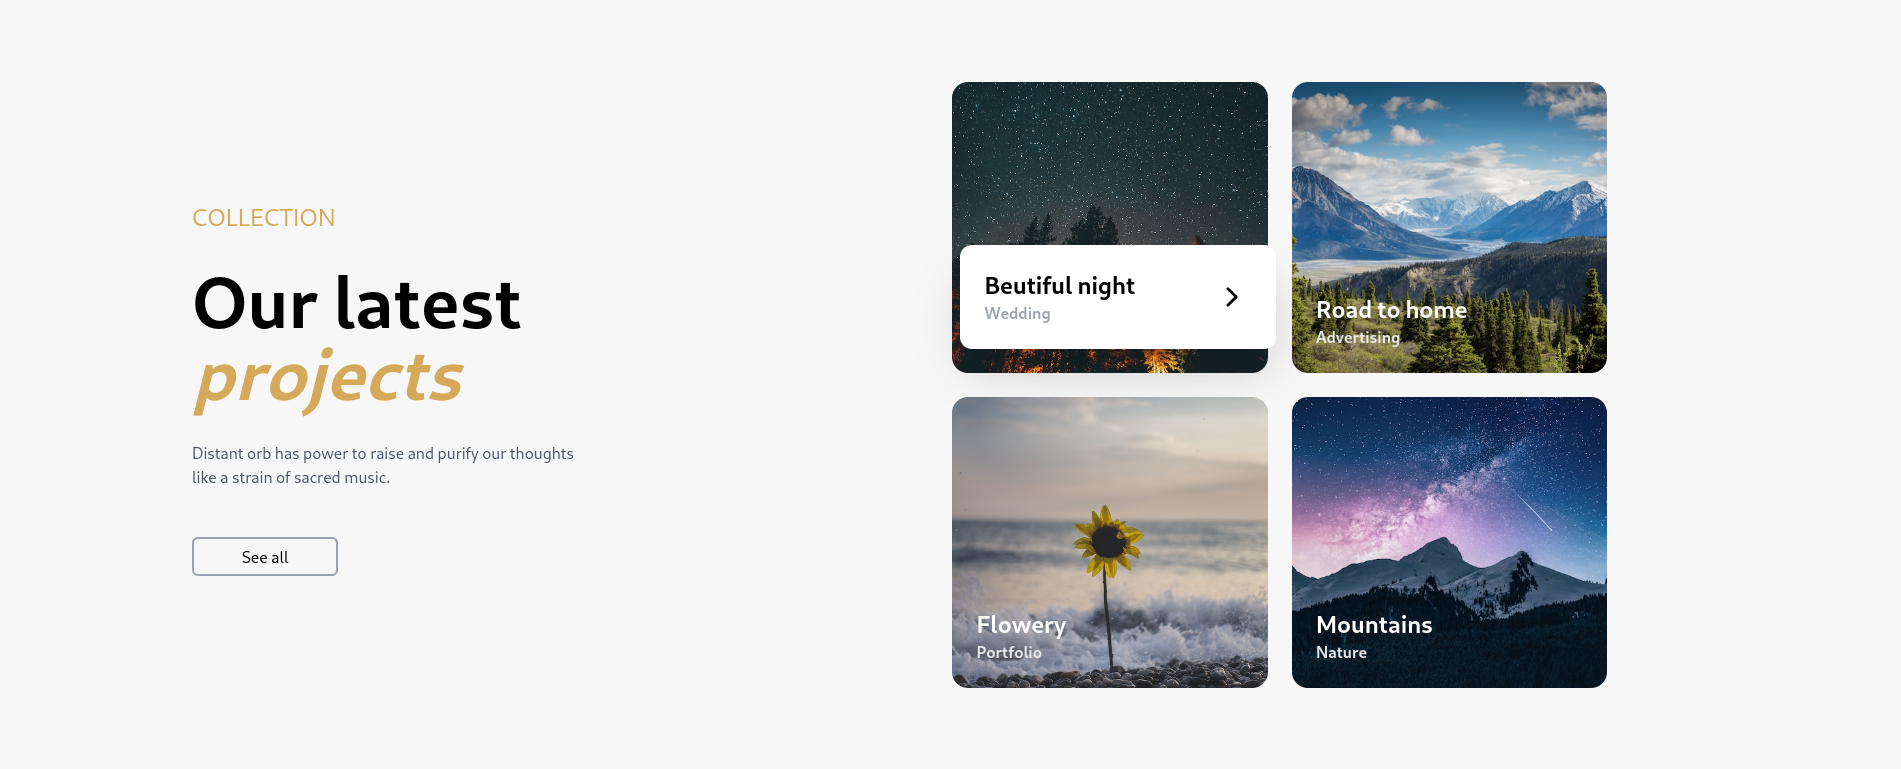 COLLECTION
Our latest
projects
Distant orb has power to raise and purify our thoughts
like a strain of sacred music.
See all
Beutiful night
Wedding
Road to home
Advertising
Flowery
Portfolio
Mountains
Nature